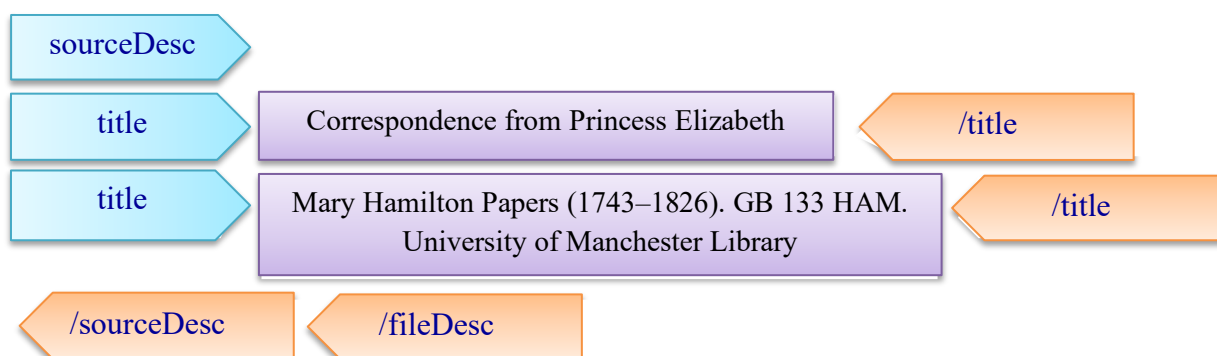 sourceDesc
title Correspondence from Princess Elizabeth /title
title Mary Hamilton Papers (1743–1826). GB 133 HAM. /title
University of Manchester Library
/sourceDesc /fileDesc